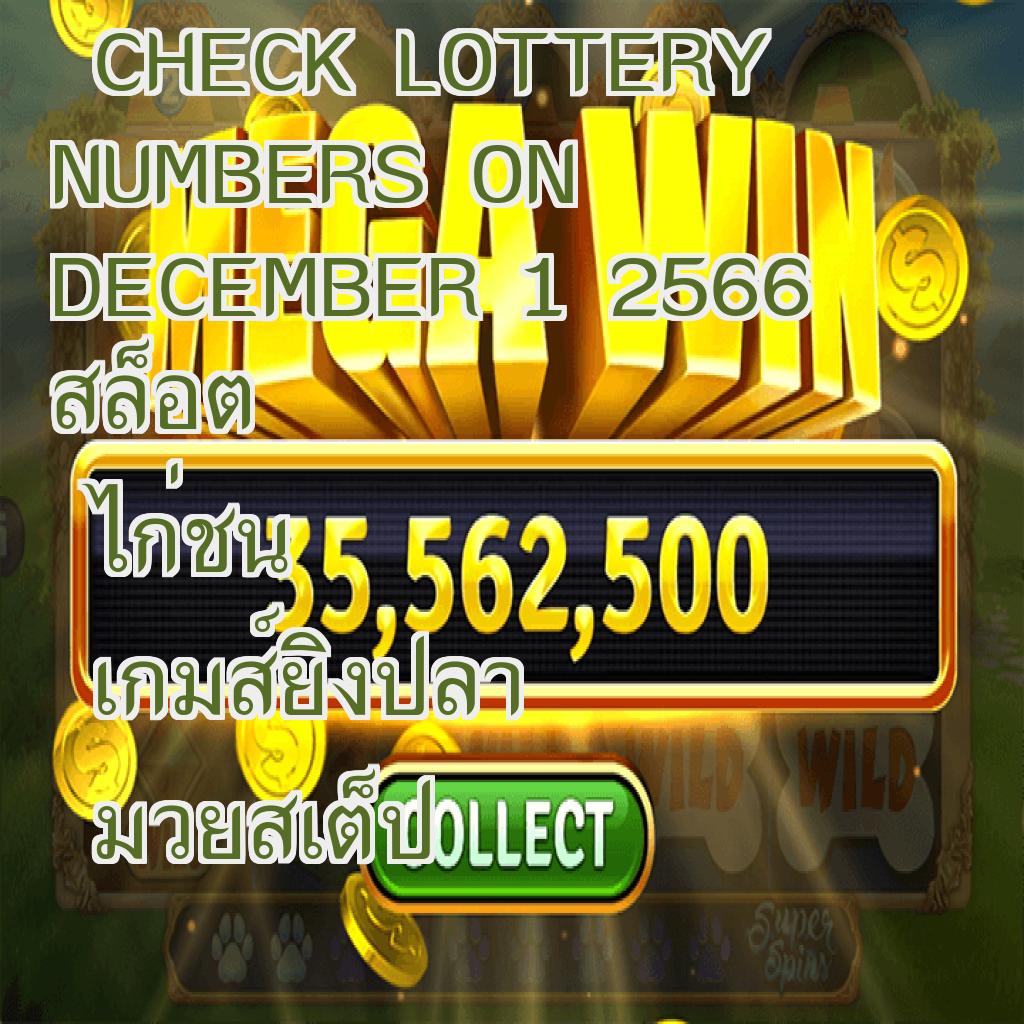 CHECK LOTTERY
NUMBERS ON
DECEMBER 1 2566
สล็อต
ไก่ชน
เกมส์ยิงปลา
มวยสเต็ป
MEGA WIN
35,562,500
COLLECT
WILD
WILD
Super
Spins